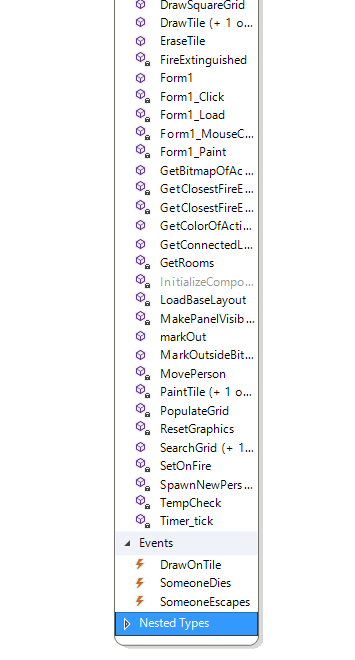 DrawSquareGrid
DrawTile (+ 1 o...
EraseTile
FireExtinguished
Form1
Form1_Click
Form1_Load
Form1_MouseC...
Form1_Paint
GetBitmapOfAc...
GetClosestFireE...
GetClosestFireE...
GetColorOfActi...
GetConnectedL...
GetRooms
InitializeCompo...
LoadBaseLayout
MakePanelVisib...
markOut
MarkOutsideBit...
MovePerson
PaintTile (+ 1 o...
PopulateGrid
ResetGraphics
SearchGrid (+ 1...
SetOnFire
SpawnNewPers...
TempCheck
Timer_tick
Events
DrawOnTile
SomeoneDies
SomeoneEscapes
Nested Types